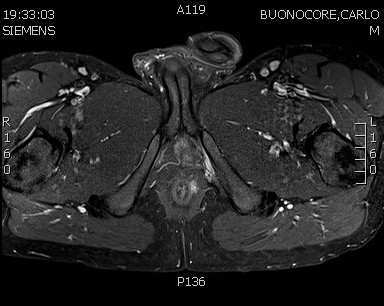 19:33:03
SIEMENS
A119
BUONOCORE,CARLO
M
R
1
6
0
L
1
6
0
P136